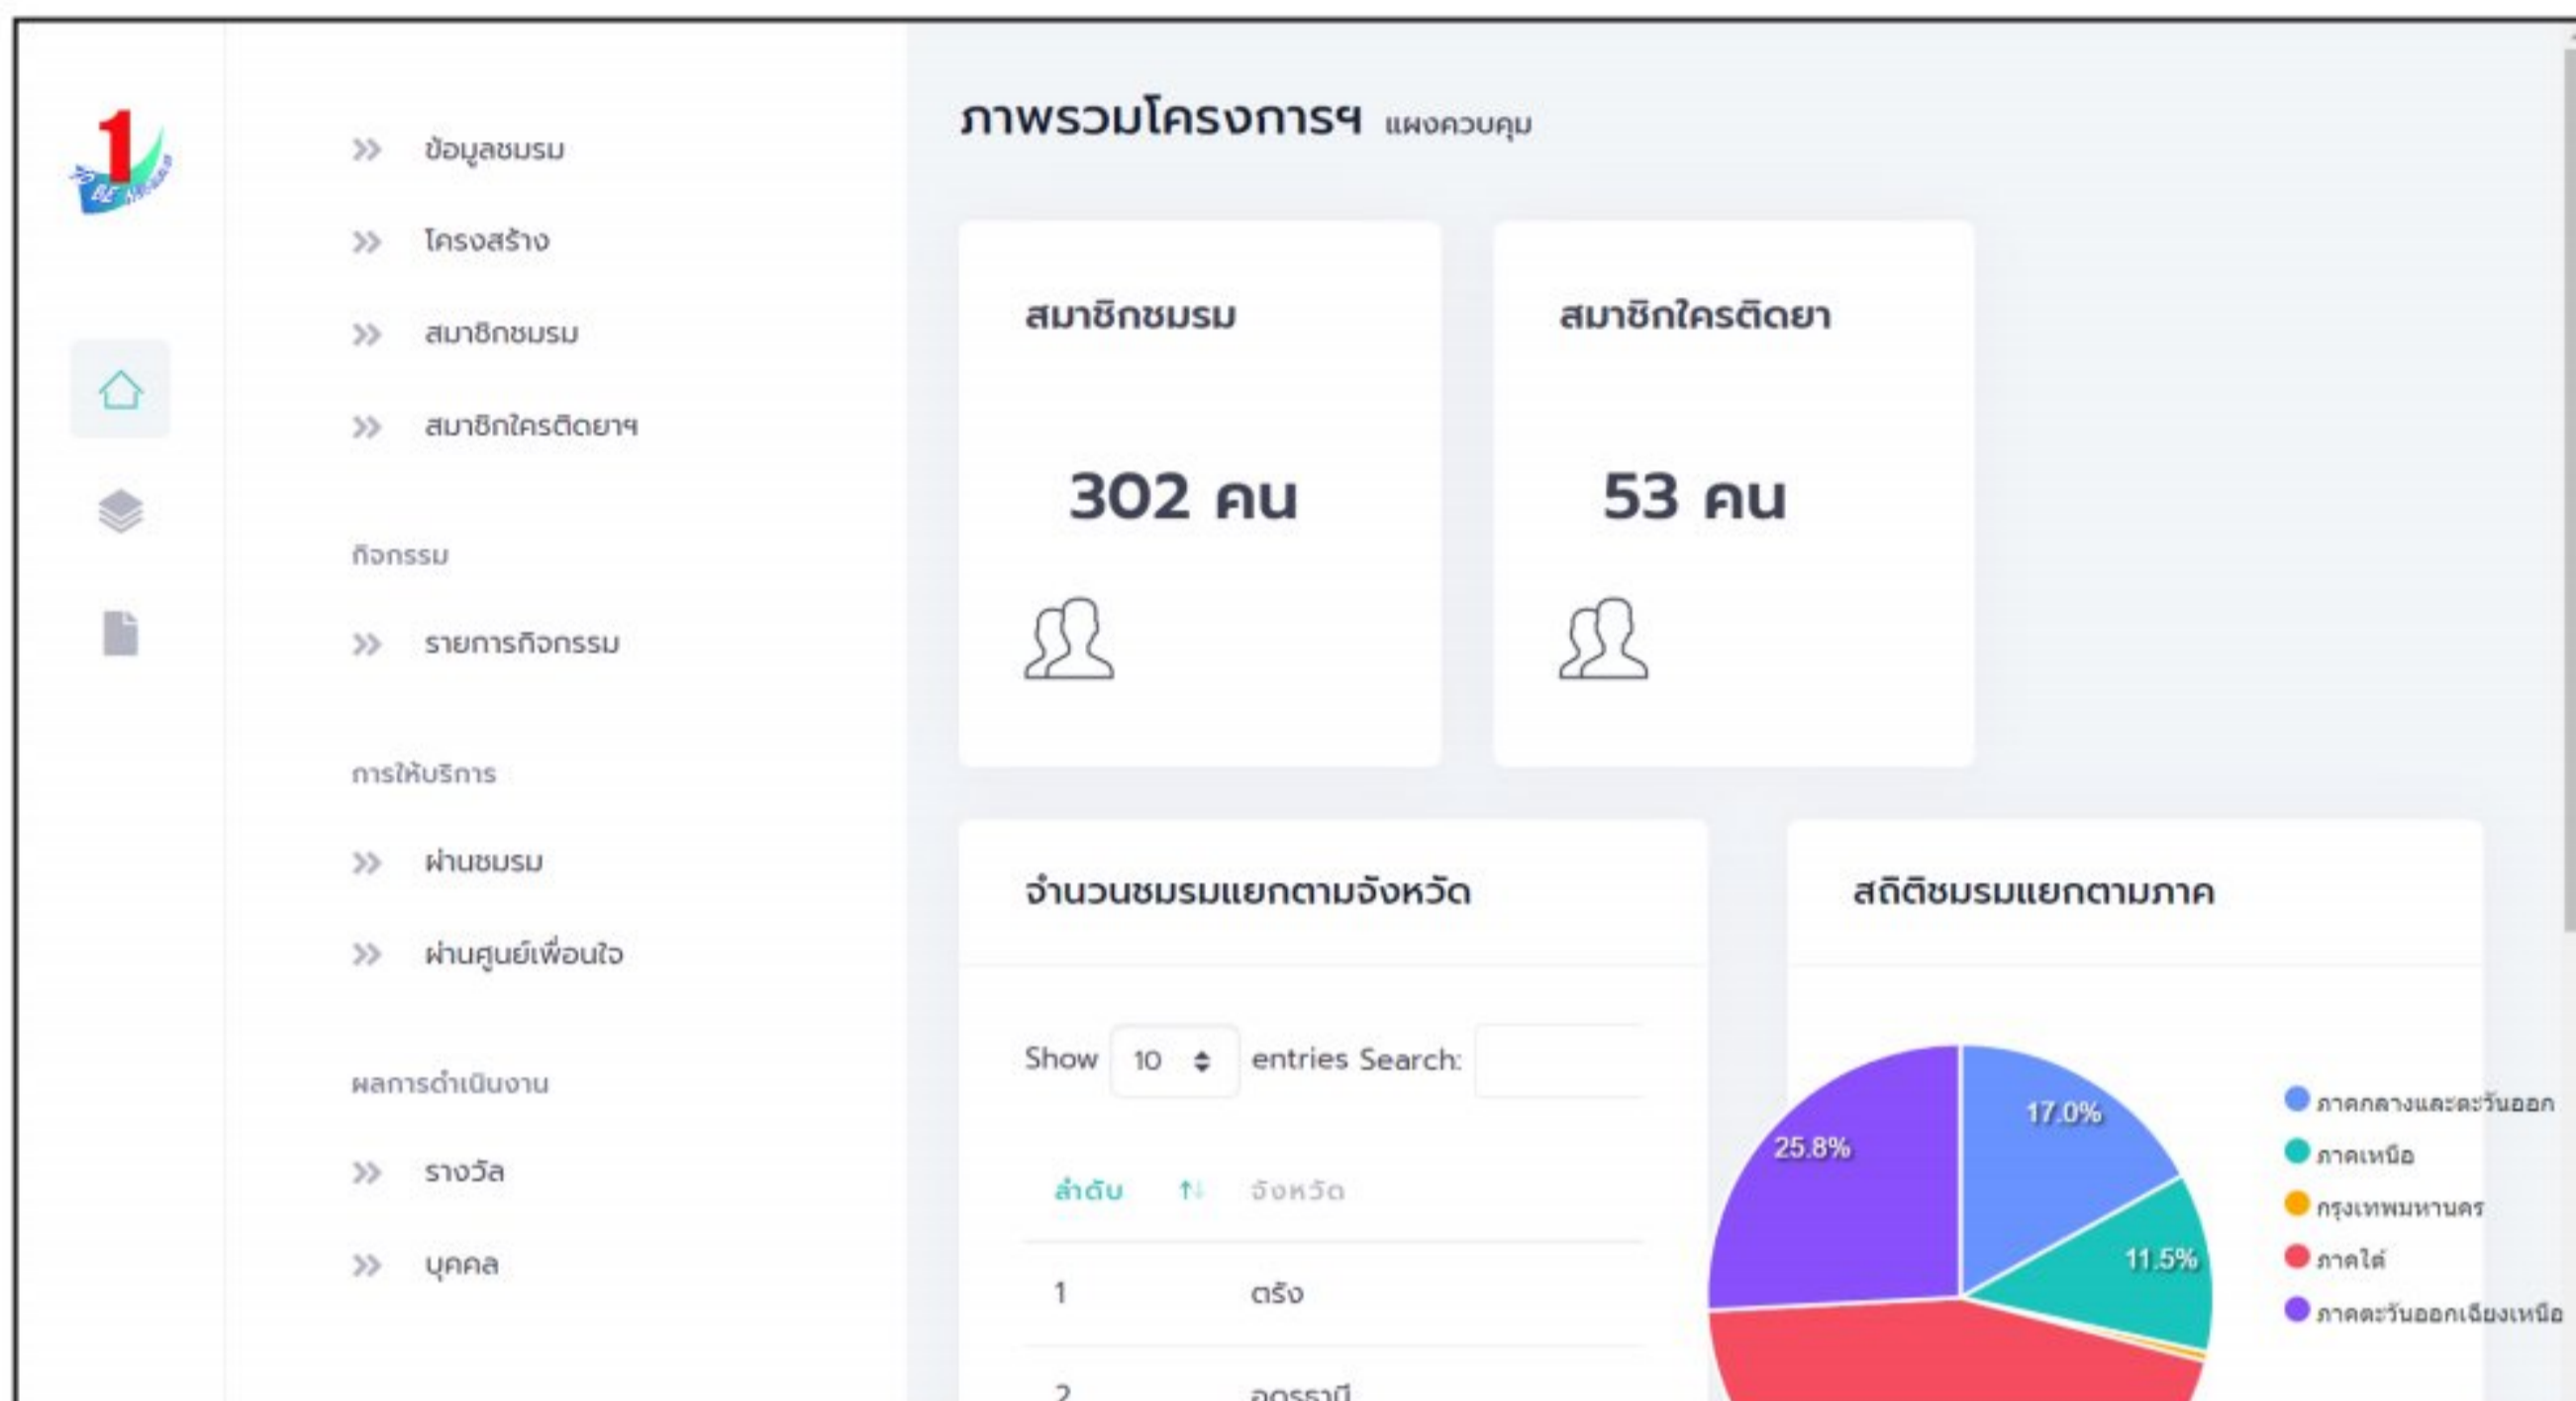 1
TO BE NUMBER
ข้อมูลชมรม
โครงสร้าง
สมาชิกชมรม
สมาชิกใครติดยาฯ
กิจกรรม
รายการกิจกรรม
การให้บริการ
ผ่านชมรม
ผ่านศูนย์เพื่อนใจ
ผลการดำเนินงาน
รางวัล
บุคคล
ภาพรวมโครงการฯ แผงควบคุม
สมาชิกชมรม
302 คน
สมาชิกใครติดยา
53 คน
จำนวนชมรมแยกตามจังหวัด
Show 10 entries Search:
ลำดับ จังหวัด
1 ตรัง
2 อุดรธานี
สถิติชมรมแยกตามภาค
17.0%
25.8%
11.5%
ภาคกลางและตะวันออก
ภาคเหนือ
กรุงเทพมหานคร
ภาคใต้
ภาคตะวันออกเฉียงเหนือ